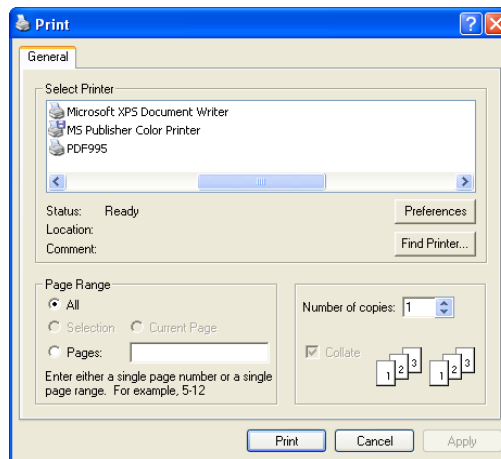 Print
General
Select Printer
Microsoft XPS Document Writer
MS Publisher Color Printer
PDF995
Status: Ready
Preferences
Location:
Comment:
Find Printer...
Page Range
All
Selection Current Page
Pages:
Enter either a single page number or a single
page range. For example, 5-12
Number of copies: 1
Collate
1 2 3 1 2 3
Print Cancel Apply